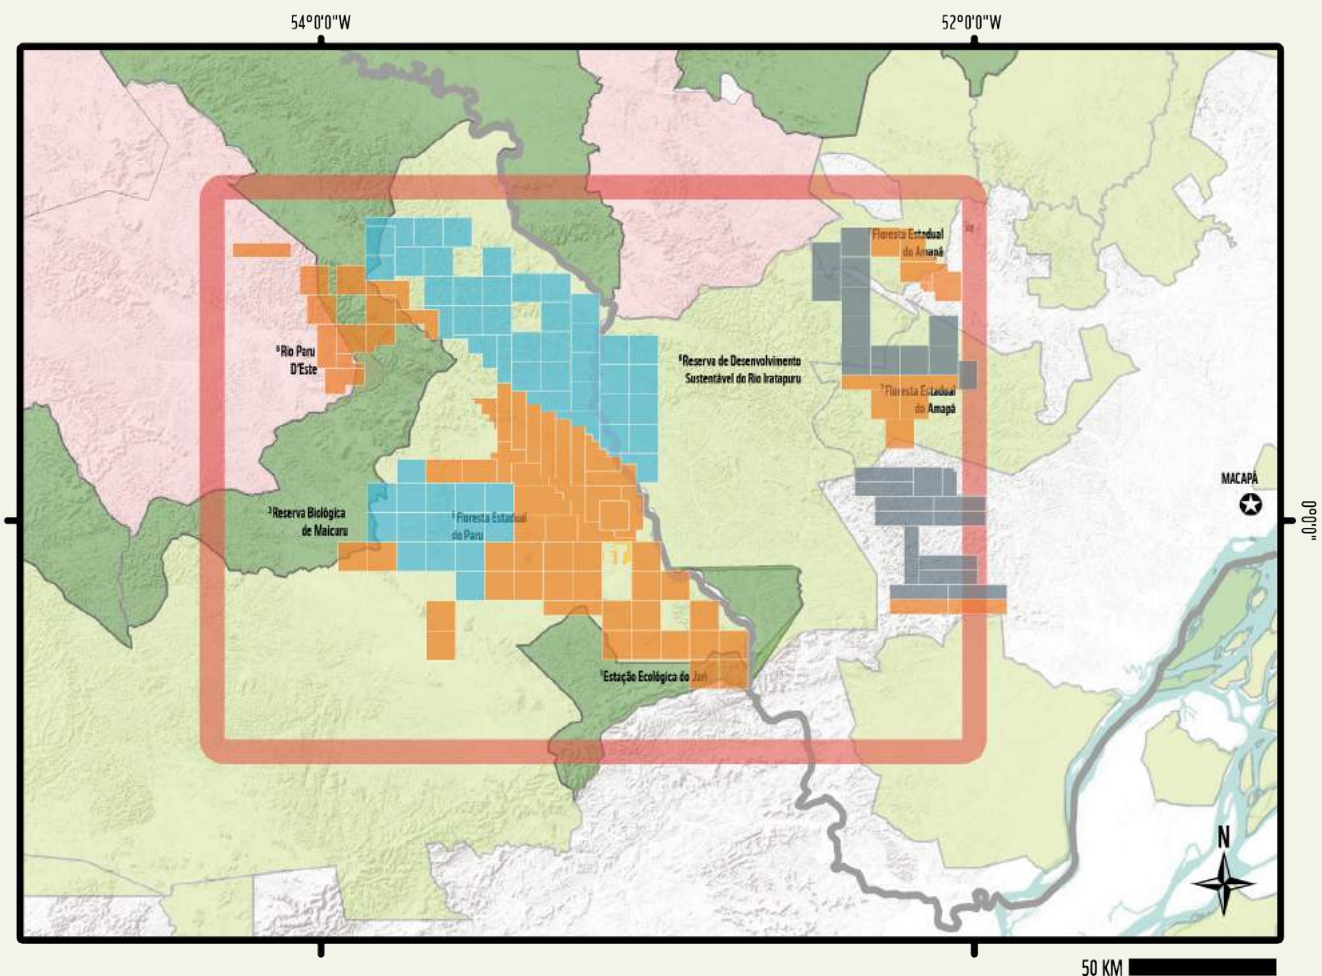 54°0'0"W
52°0'0"W
7Floresta Estadual
do Amapá
6Rio Paru
D'Este
8Reserva de Desenvolvimento
Sustentável do Rio Iratapuru
7Floresta Estadual
do Amapá
MACAPÁ
3Reserva Biológica
de Maicuru
Floresta Estadual
do Paru
0°0'0"
Estação Ecológica do Jari
N
50 KM